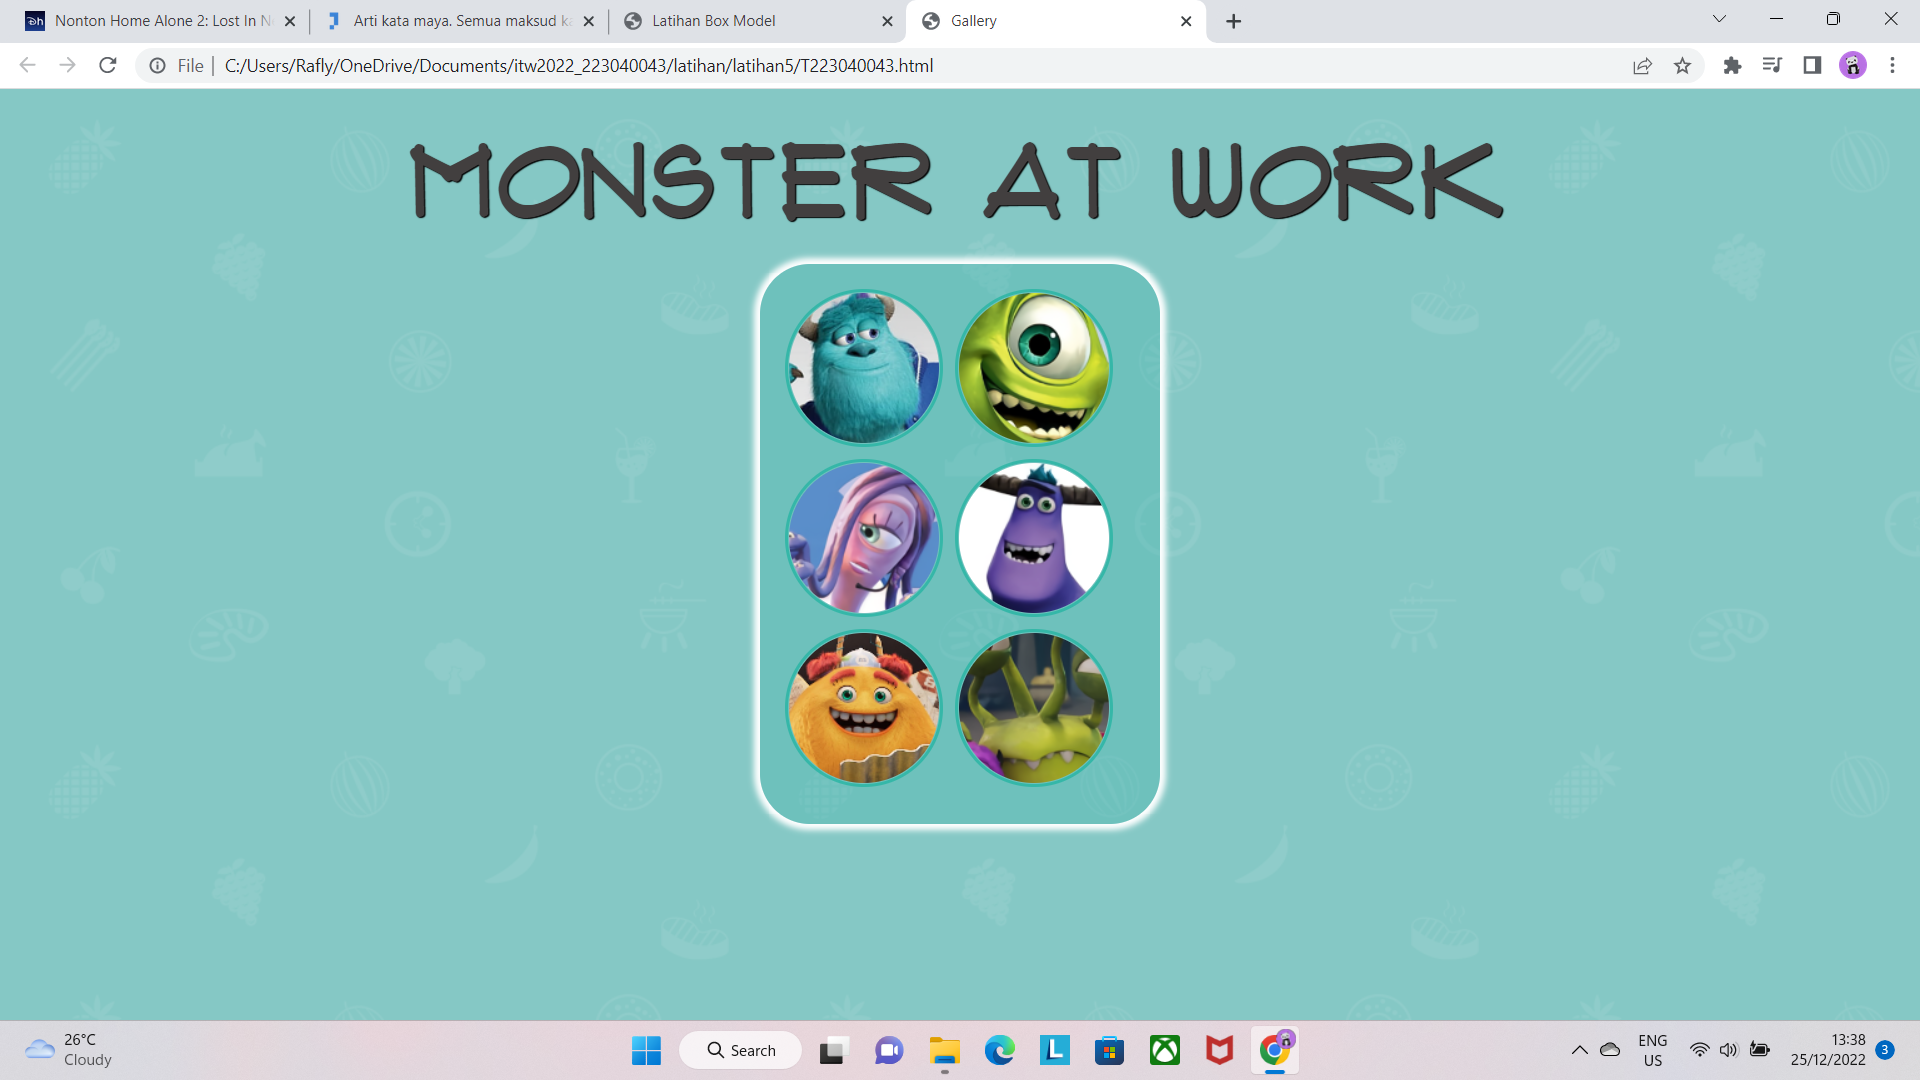 Nonton Home Alone 2: Lost In N
Arti kata maya. Semua maksud k
Latihan Box Model
Gallery
File
C:/Users/Rafly/OneDrive/Documents/itw2022_223040043/latihan/latihan5/T223040043.html
MONSTER AT WORK
26°C
Cloudy
Search
ENG
US
13:38
25/12/2022
3